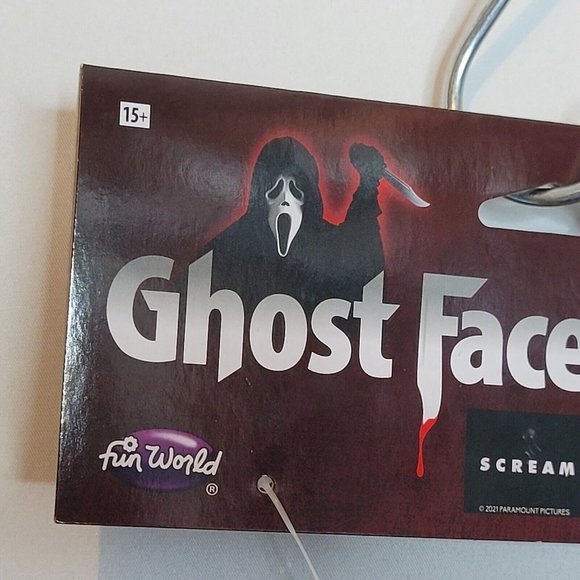 15+
Ghost Face
fun World
®
SCREAM
© 2021 PARAMOUNT PICTURES